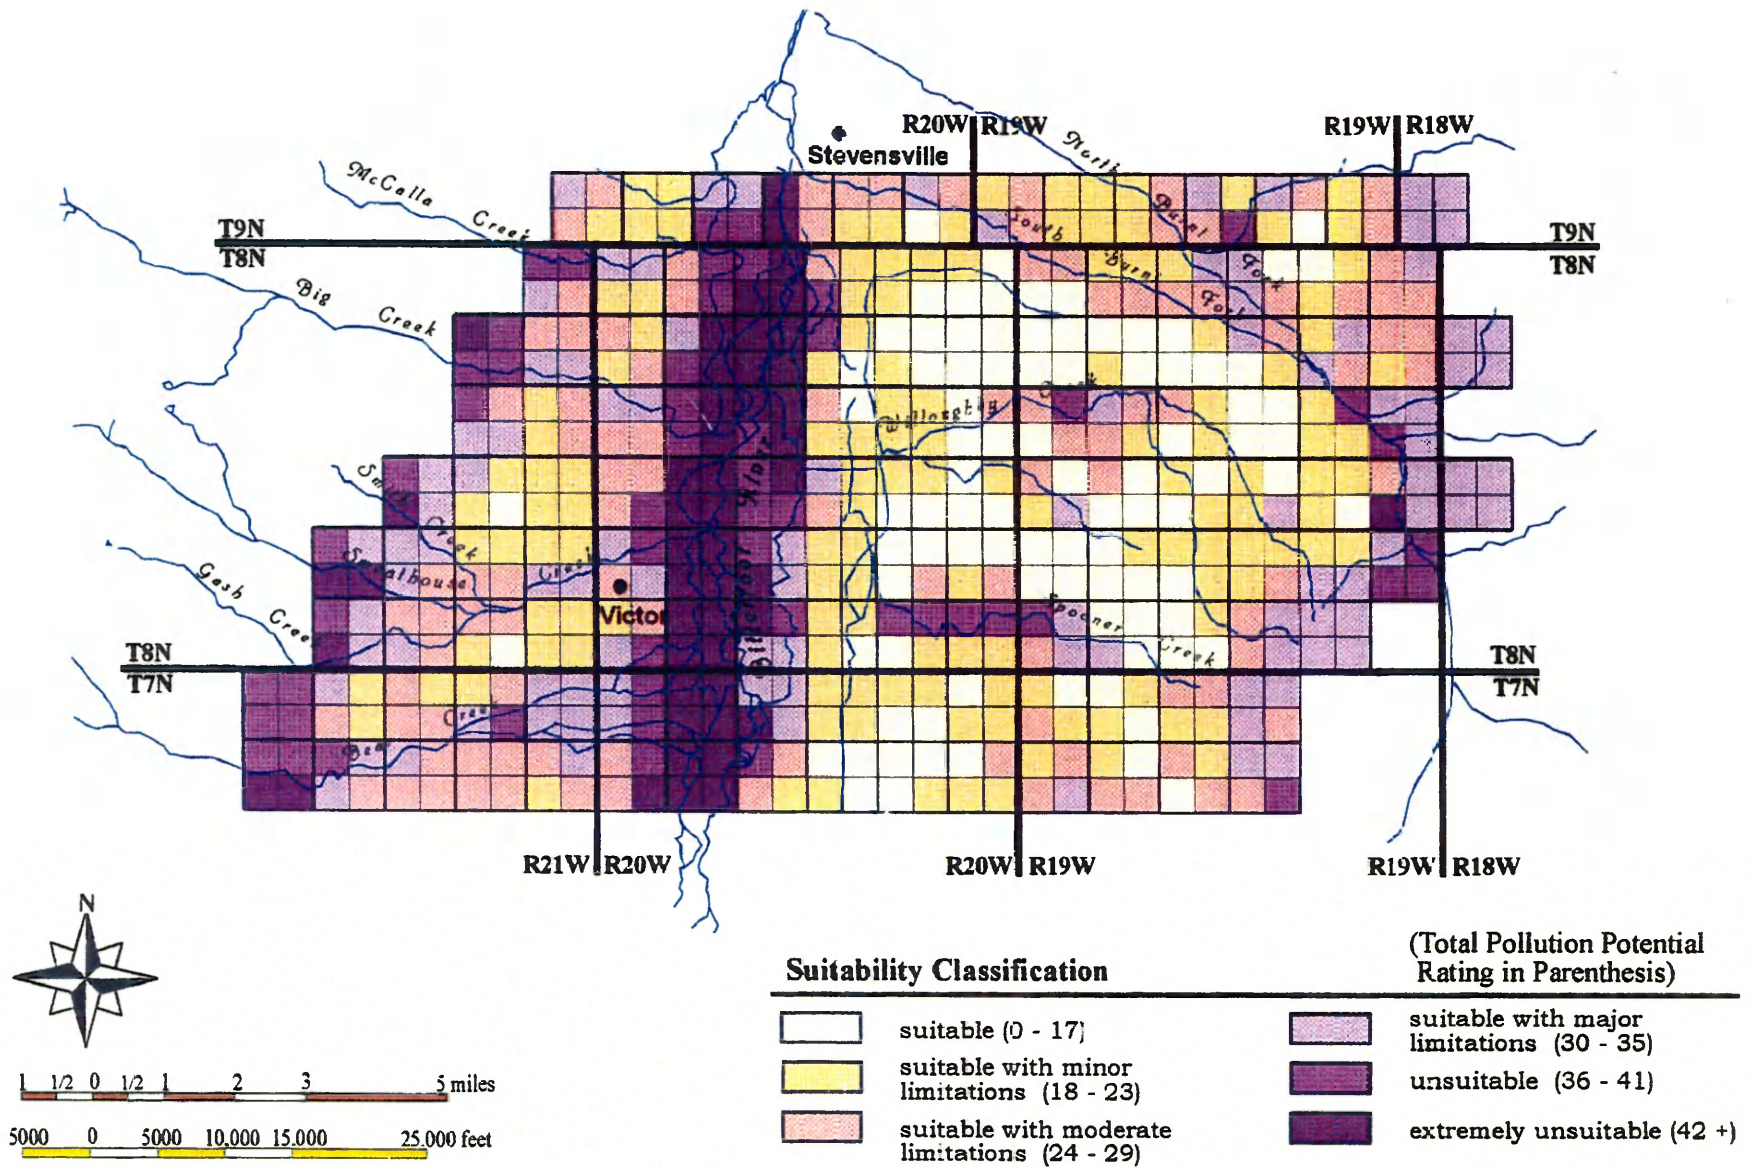 R20W R19W
R19W R18W
Stevensville
North
McCalla
Creek
Burnt
South
T9N
T9N
T8N
T8N
Burnt
Fork
Big
Creek
Fork
Creek
Willoughby
River
Smith
Creek
Creek
Smealhouse
Gash
Creek
Victor
Spooner
Creek
Bitterroot
T8N
T8N
T7N
T7N
Creek
Bear
R21W R20W
R20W R19W
R19W R18W
N
(Total Pollution Potential
Suitability Classification
Rating in Parenthesis)
suitable (0 - 17)
suitable with major
limitations (30 - 35)
suitable with minor
limitations (18 - 23)
unsuitable (36 - 41)
suitable with moderate
limitations (24 - 29)
extremely unsuitable (42 +)
1 1/2 0 1/2 1 2 3 5 miles
5000 0 5000 10,000 15,000 25,000 feet